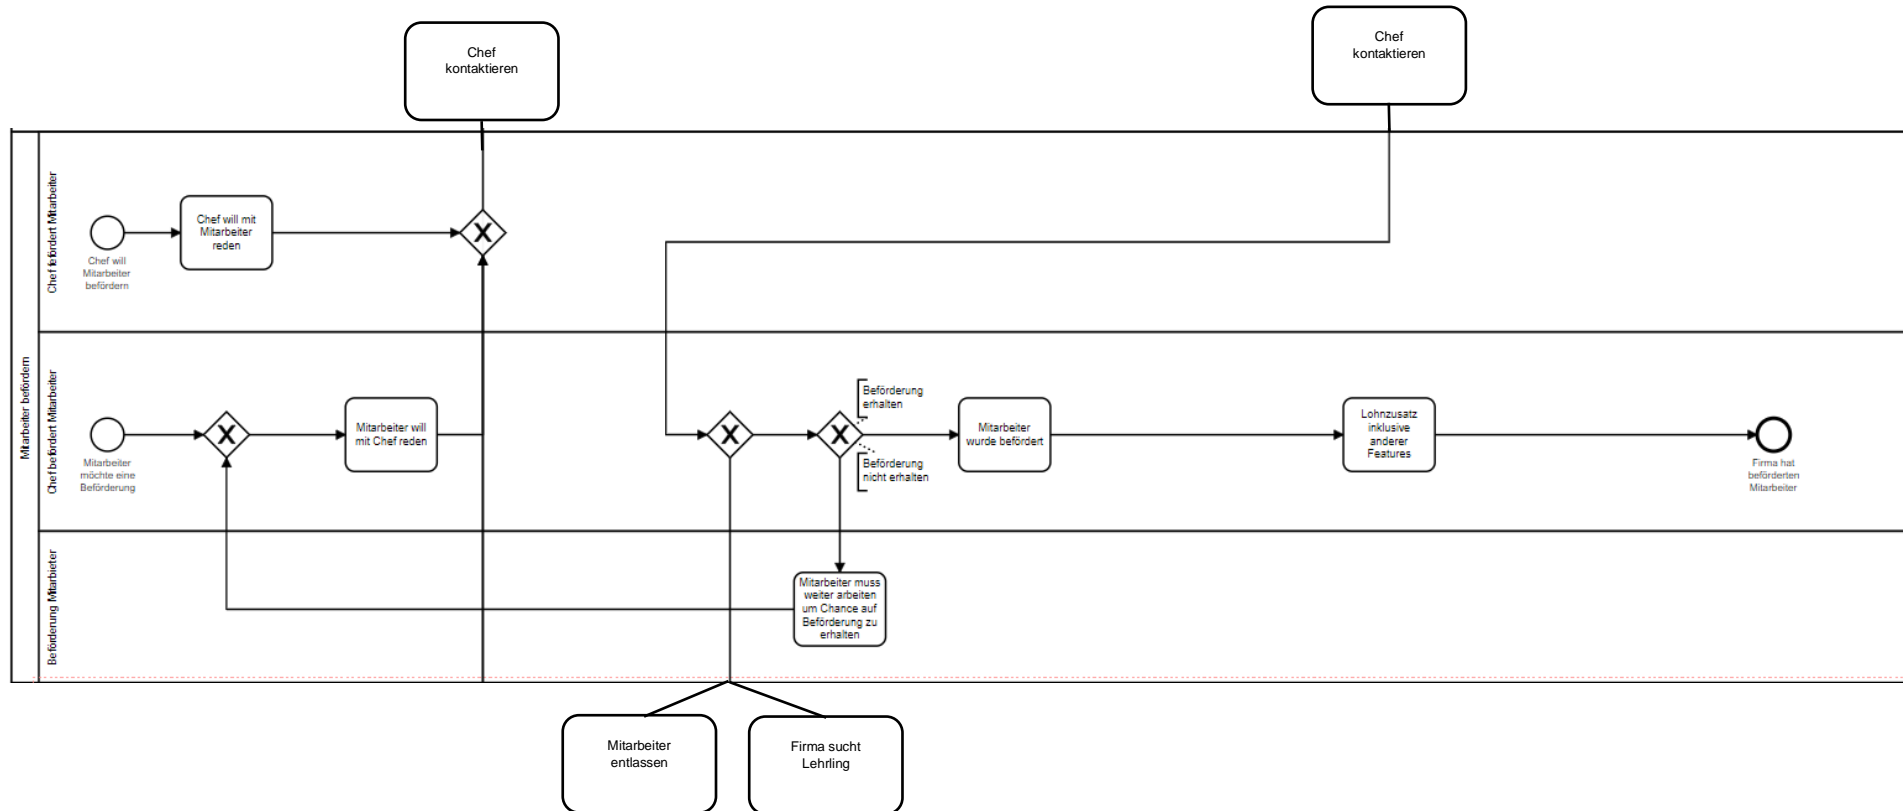 Chef
kontaktieren
Chef
kontaktieren
Mitarbeiter befördern
Chef fefördert Mitarbeiter
Chef will mit
Mitarbeiter
reden
Chef will
Mitarbeiter
befördern
Chef befördert Mitarbeiter
Mitarbeiter
möchte eine
Beförderung
Mitarbeiter will
mit Chef reden
Beförderung
erhalten
Beförderung
nicht erhalten
Mitarbeiter
wurde befördert
Lohnzusatz
inklusive
anderer
Features
Firma hat
beförderten
Mitarbeiter
Beförderung Mitarbieter
Mitarbeiter muss
weiter arbeiten
um Chance auf
Beförderung zu
erhalten
Mitarbeiter
entlassen
Firma sucht
Lehrling